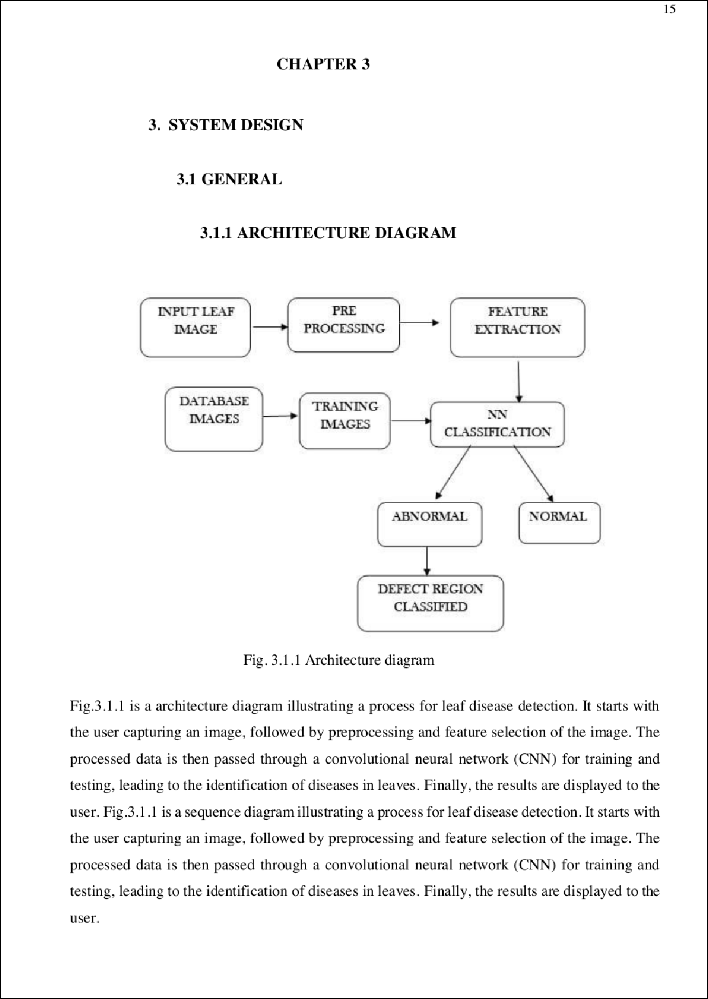 15
CHAPTER 3
3. SYSTEM DESIGN
3.1 GENERAL
3.1.1 ARCHITECTURE DIAGRAM
INPUT LEAF
IMAGE
PRE
PROCESSING
FEATURE
EXTRACTION
DATABASE
IMAGES
TRAINING
IMAGES
NN
CLASSIFICATION
ABNORMAL
NORMAL
DEFECT REGION
CLASSIFIED
Fig. 3.1.1 Architecture diagram
Fig.3.1.1 is a architecture diagram illustrating a process for leaf disease detection. It starts with
the user capturing an image, followed by preprocessing and feature selection of the image. The
processed data is then passed through a convolutional neural network (CNN) for training and
testing, leading to the identification of diseases in leaves. Finally, the results are displayed to the
user. Fig.3.1.1 is a sequence diagram illustrating a process for leaf disease detection. It starts with
the user capturing an image, followed by preprocessing and feature selection of the image. The
processed data is then passed through a convolutional neural network (CNN) for training and
testing, leading to the identification of diseases in leaves. Finally, the results are displayed to the
user.